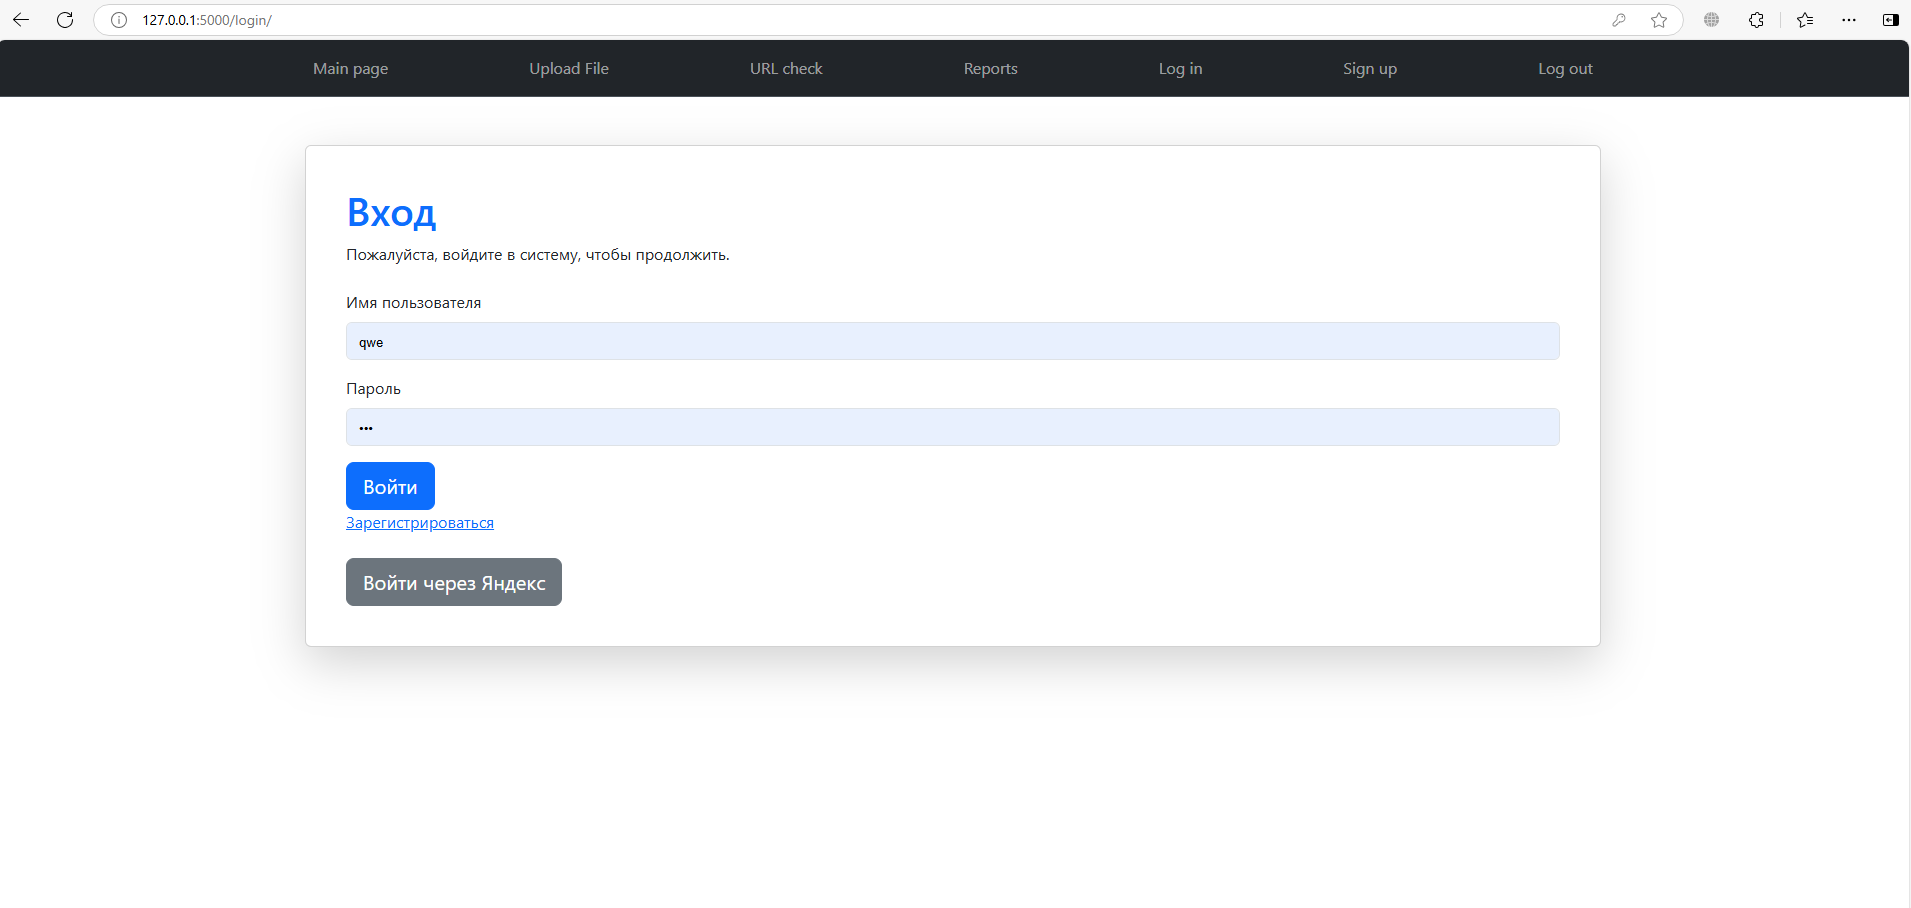 127.0.0.1:5000/login/
Main page Upload File URL check Reports Log in Sign up Log out
Вход
Пожалуйста, войдите в систему, чтобы продолжить.
Имя пользователя
qwe
Пароль
•••
Войти
Зарегистрироваться
Войти через Яндекс